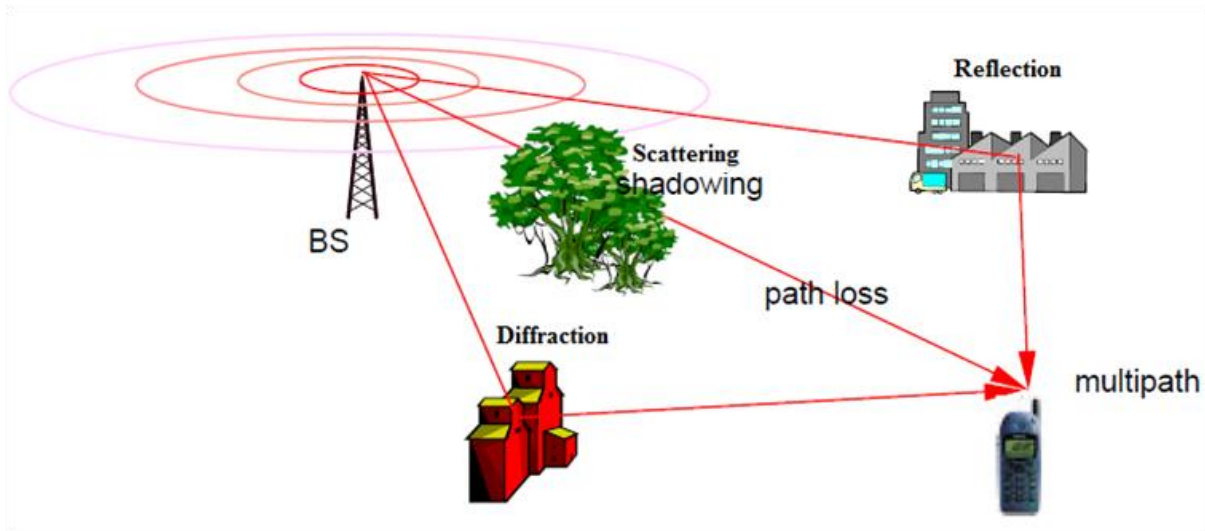 Reflection
Scattering
shadowing
BS
path loss
Diffraction
multipath